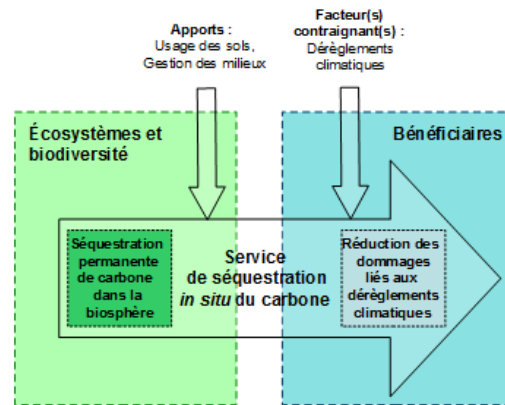 Apports :
Usage des sols,
Gestion des milieux
Facteur(s)
contraignant(s) :
Dérèglements
climatiques
Écosystèmes et
biodiversité
Bénéficiaires
Séquestration
permanente
de carbone
dans la
biosphère
Service
de séquestration
in situ du carbone
Réduction des
dommages
liés aux
dérèglements
climatiques